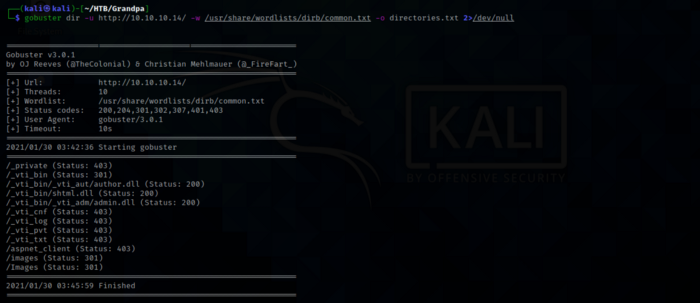 (kali㉿kali)-[~/HTB/Grandpa]
$ gobuster dir -u http://10.10.10.14/ -w /usr/share/wordlists/dirb/common.txt -o directories.txt 2>/dev/null
Gobuster v3.0.1
by OJ Reeves (@TheColonial) & Christian Mehlmauer (@_FireFart_)
[+] Url: http://10.10.10.14/
[+] Threads: 10
[+] Wordlist: /usr/share/wordlists/dirb/common.txt
[+] Status codes: 200,204,301,302,307,401,403
[+] User Agent: gobuster/3.0.1
[+] Timeout: 10s
2021/01/30 03:42:36 Starting gobuster
/_private (Status: 403)
/_vti_bin (Status: 301)
/_vti_bin/_vti_aut/author.dll (Status: 200)
/_vti_bin/shtml.dll (Status: 200)
/_vti_bin/_vti_adm/admin.dll (Status: 200)
/_vti_cnf (Status: 403)
/_vti_log (Status: 403)
/_vti_pvt (Status: 403)
/_vti_txt (Status: 403)
/aspnet_client (Status: 403)
/images (Status: 301)
/Images (Status: 301)
2021/01/30 03:45:59 Finished
KALI
BY OFFENSIVE SECURITY